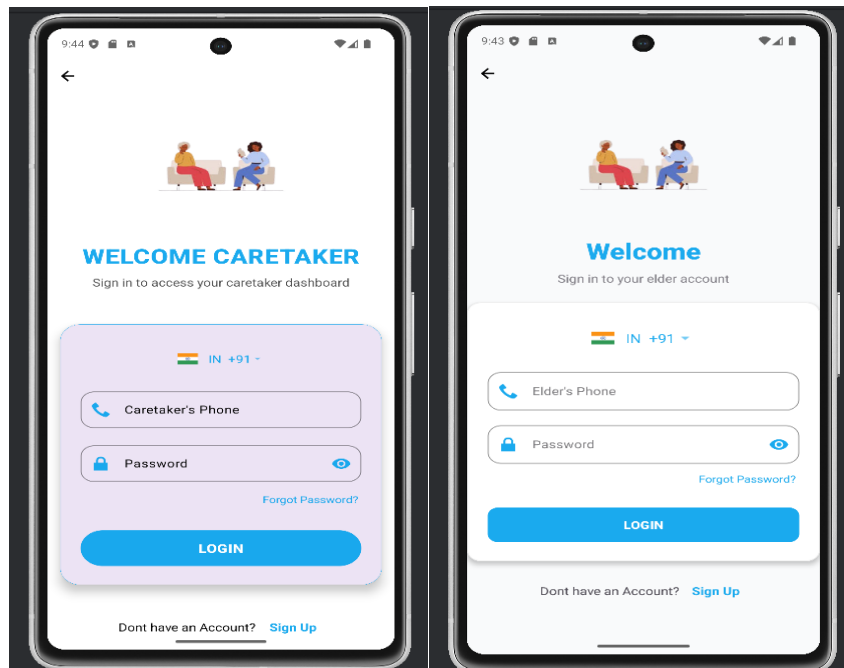 9:44
WELCOME CARETAKER
Sign in to access your caretaker dashboard
IN +91
Caretaker's Phone
Password
Forgot Password?
LOGIN
Dont have an Account? Sign Up
9:43
Welcome
Sign in to your elder account
IN +91
Elder's Phone
Password
Forgot Password?
LOGIN
Dont have an Account? Sign Up